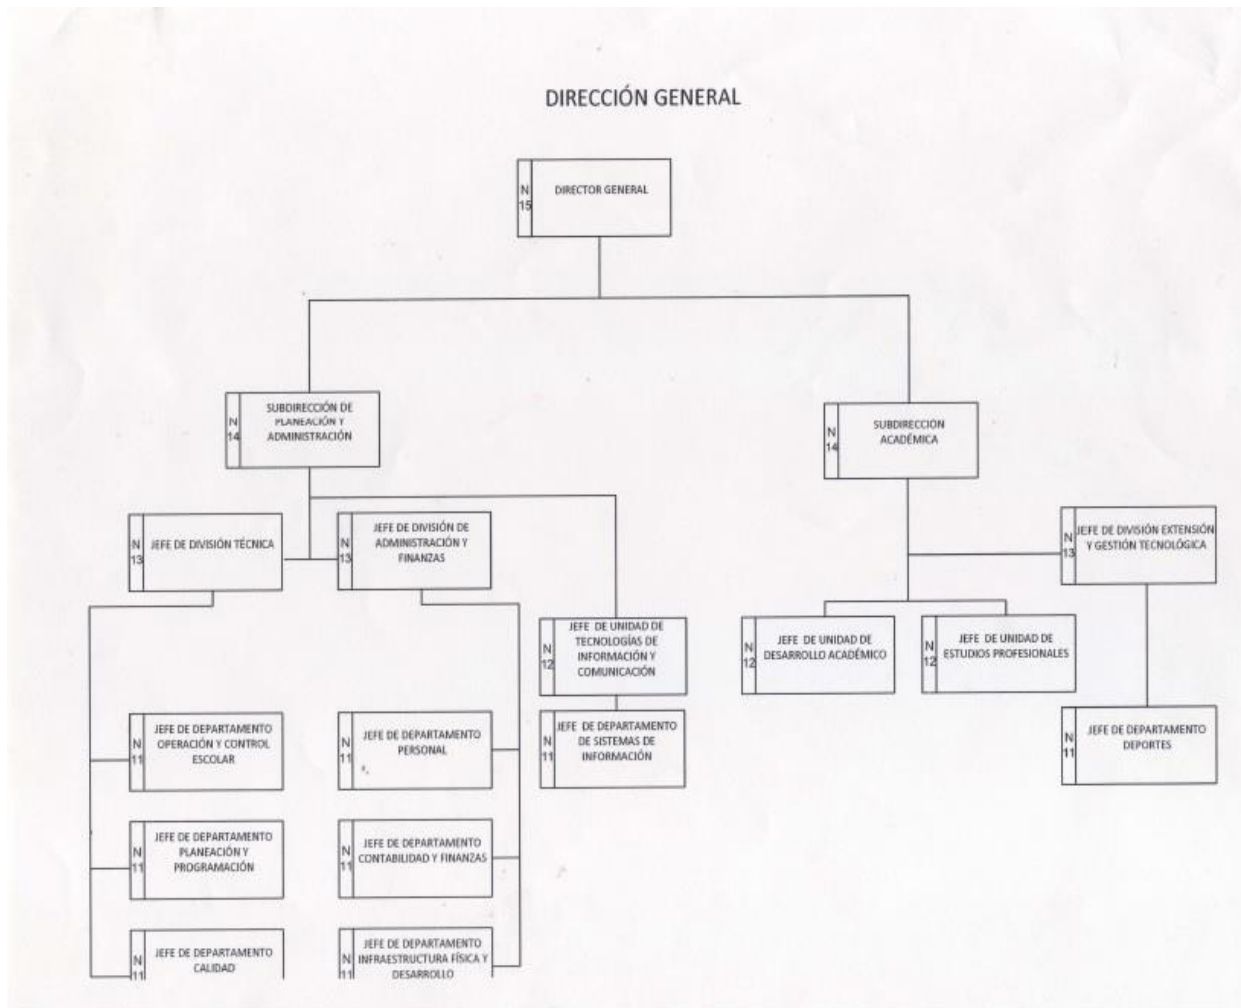 DIRECCIÓN GENERAL
N
15
DIRECTOR GENERAL
N
14
SUBDIRECCIÓN DE
PLANEACIÓN Y
ADMINISTRACIÓN
N
14
SUBDIRECCIÓN
ACADÉMICA
N
13
JEFE DE DIVISIÓN TÉCNICA
N
13
JEFE DE DIVISIÓN DE
ADMINISTRACIÓN Y
FINANZAS
N
13
JEFE DE DIVISIÓN EXTENSIÓN
Y GESTIÓN TECNOLÓGICA
N
12
JEFE DE UNIDAD DE
TECNOLOGÍAS DE
INFORMACIÓN Y
COMUNICACIÓN
N
12
JEFE DE UNIDAD DE
DESARROLLO ACADÉMICO
N
12
JEFE DE UNIDAD DE
ESTUDIOS PROFESIONALES
N
11
JEFE DE DEPARTAMENTO
OPERACIÓN Y CONTROL
ESCOLAR
N
11
JEFE DE DEPARTAMENTO
PERSONAL
N
11
JEFE DE DEPARTAMENTO
DE SISTEMAS DE
INFORMACIÓN
N
11
JEFE DE DEPARTAMENTO
DEPORTES
N
11
JEFE DE DEPARTAMENTO
PLANEACIÓN Y
PROGRAMACIÓN
N
11
JEFE DE DEPARTAMENTO
CONTABILIDAD Y FINANZAS
N
11
JEFE DE DEPARTAMENTO
CALIDAD
N
11
JEFE DE DEPARTAMENTO
INFRAESTRUCTURA FÍSICA Y
DESARROLLO